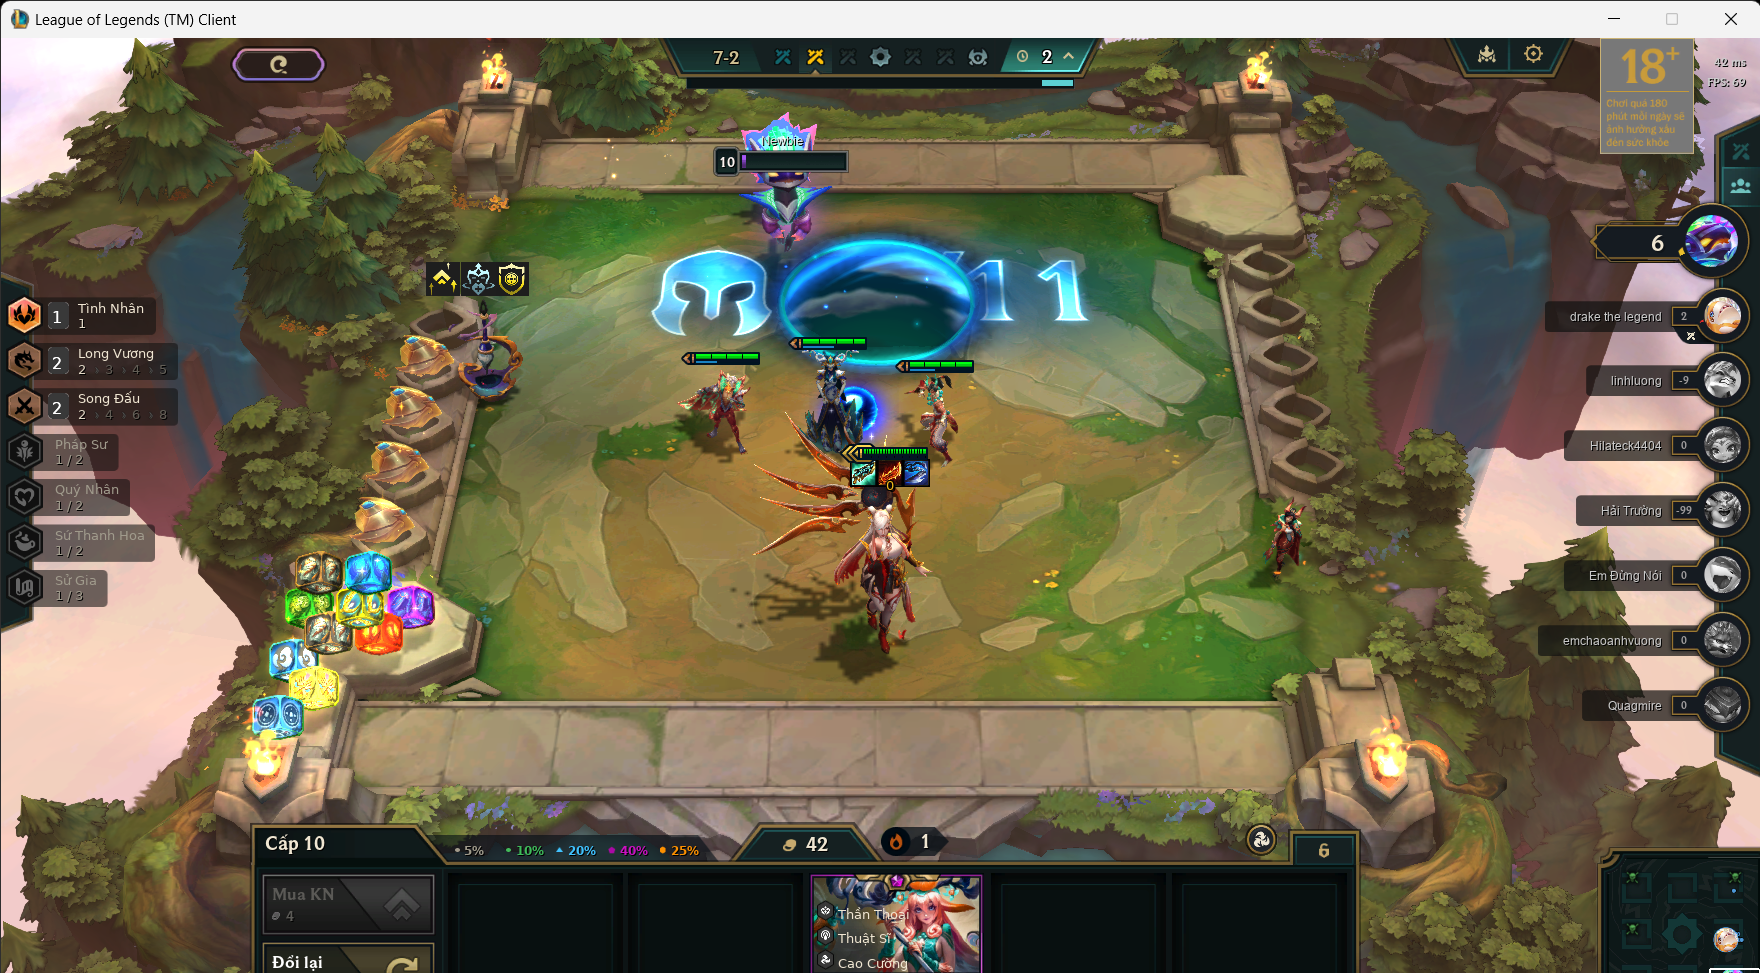 League of Legends (TM) Client
7-2
2
18+
Chơi quá 180
phút mỗi ngày sẽ
ảnh hưởng xấu
đến sức khỏe
42 ms
FPS: 69
Newbie
10
11
6
drake the legend 2
linhluong -9
Hilateck4404 0
Hải Trường -99
Em Đừng Nói 0
emchaoanhvuong 0
Quagmire 0
1 Tình Nhân
1
2 Long Vương
2 › 3 › 4 › 5
2 Song Đấu
2 › 4 › 6 › 8
Pháp Sư
1 / 2
Quý Nhân
1 / 2
Sứ Thanh Hoa
1 / 2
Sử Gia
1 / 3
0
Cấp 10
5% 10% 20% 40% 25%
42
1
6
Mua KN
4
Đổi lại
Thần Thoại
Thuật Sĩ
Cao Cường